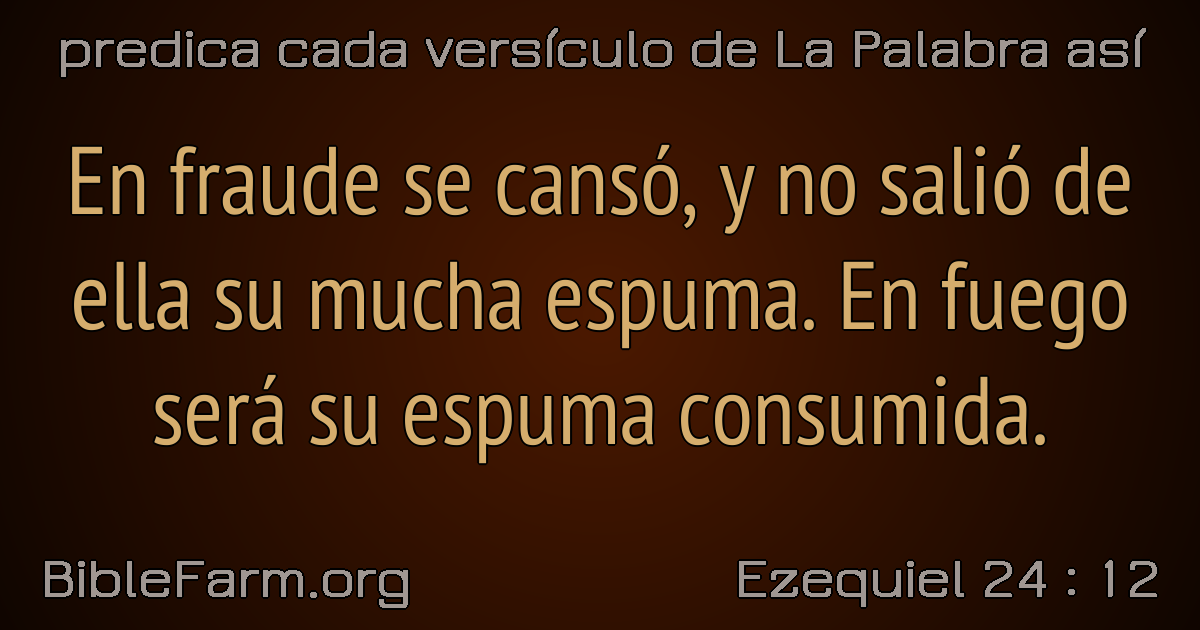 predica cada versículo de La Palabra así
En fraude se cansó, y no salió de
ella su mucha espuma. En fuego
será su espuma consumida.
BibleFarm.org
Ezequiel 24 : 12